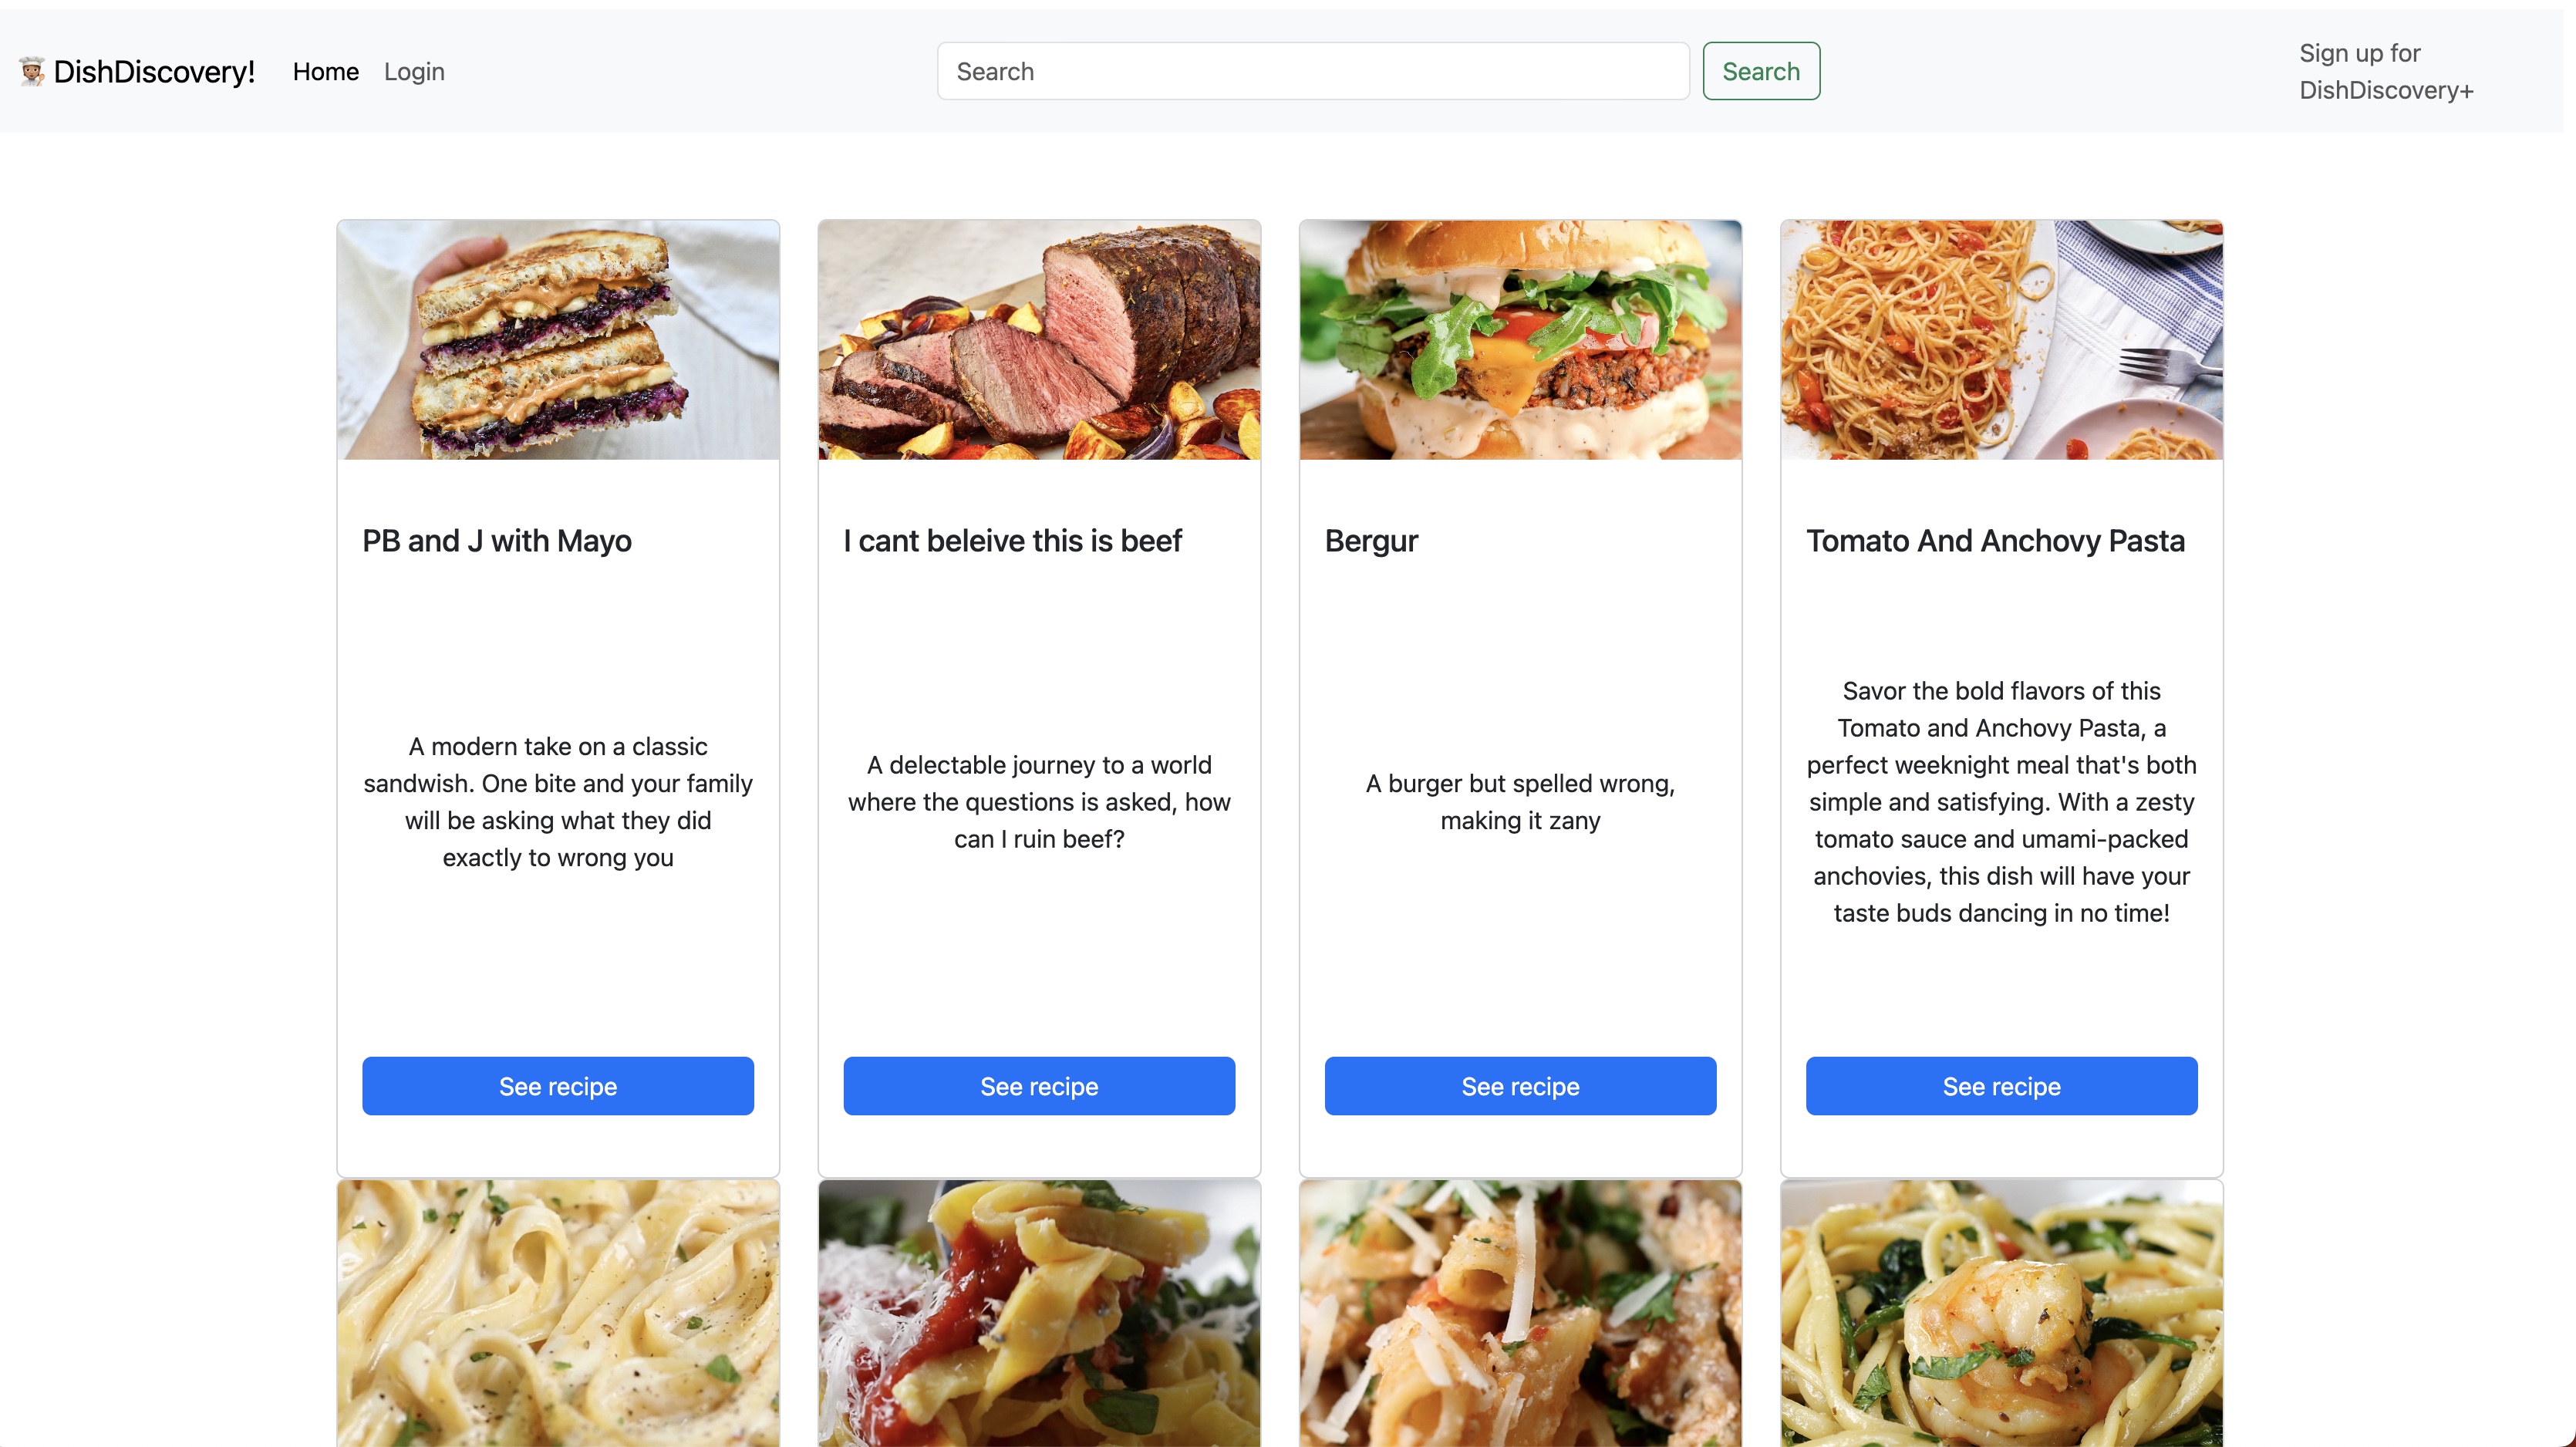 DishDiscovery!
Home
Login
Search
Search
Sign up for
DishDiscovery+
PB and J with Mayo
A modern take on a classic
sandwish. One bite and your family
will be asking what they did
exactly to wrong you
See recipe
I cant beleive this is beef
A delectable journey to a world
where the questions is asked, how
can I ruin beef?
See recipe
Bergur
A burger but spelled wrong,
making it zany
See recipe
Tomato And Anchovy Pasta
Savor the bold flavors of this
Tomato and Anchovy Pasta, a
perfect weeknight meal that's both
simple and satisfying. With a zesty
tomato sauce and umami-packed
anchovies, this dish will have your
taste buds dancing in no time!
See recipe